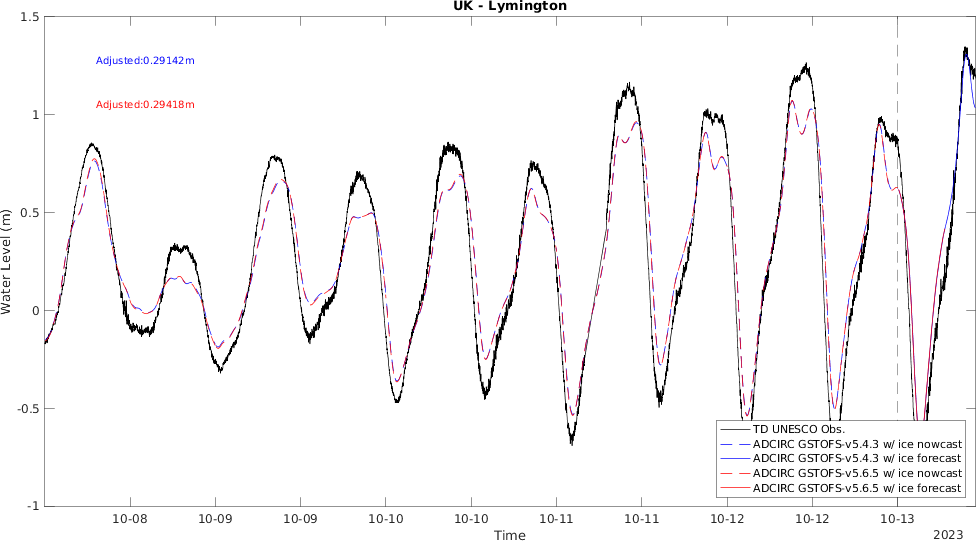 UK - Lymington
1.5
Adjusted:0.29142m
Adjusted:0.29418m
1
0.5
0
-0.5
-1
Water Level (m)
TD UNESCO Obs.
ADCIRC GSTOFS-v5.4.3 w/ ice nowcast
ADCIRC GSTOFS-v5.4.3 w/ ice forecast
ADCIRC GSTOFS-v5.6.5 w/ ice nowcast
ADCIRC GSTOFS-v5.6.5 w/ ice forecast
10-08 10-09 10-09 10-10 10-10 10-11 10-11 10-12 10-12 10-13
Time
2023